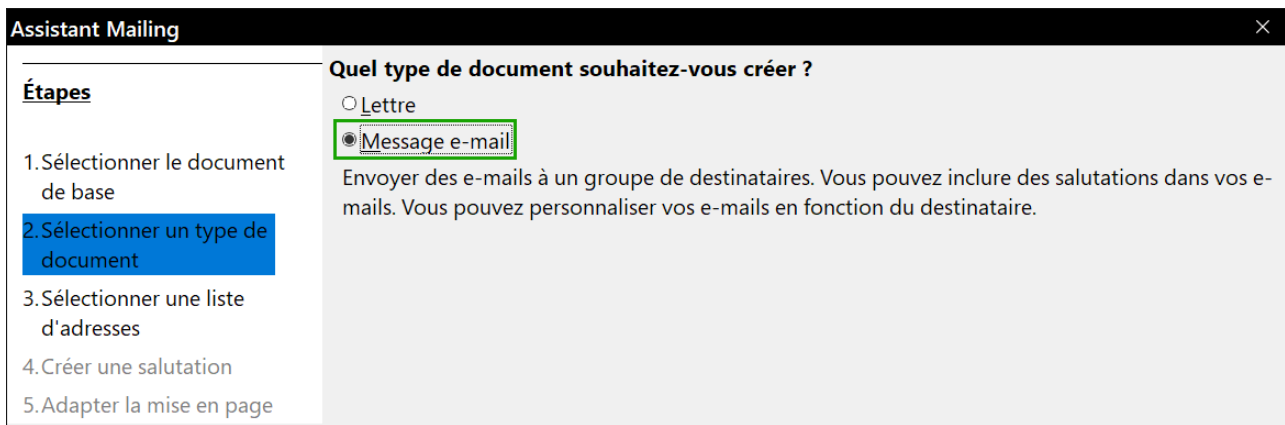 Assistant Mailing
Étapes
1. Sélectionner le document
de base
2. Sélectionner un type de
document
3. Sélectionner une liste
d'adresses
4. Créer une salutation
5. Adapter la mise en page
Quel type de document souhaitez-vous créer ?
Lettre
Message e-mail
Envoyer des e-mails à un groupe de destinataires. Vous pouvez inclure des salutations dans vos e-
mails. Vous pouvez personnaliser vos e-mails en fonction du destinataire.